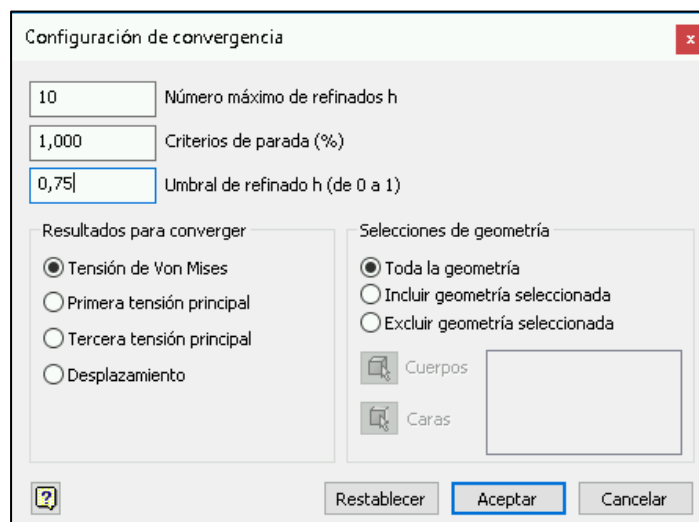 Configuración de convergencia
x
10 Número máximo de refinados h
1,000 Criterios de parada (%)
0,75 Umbral de refinado h (de 0 a 1)
Resultados para converger
Tensión de Von Mises
Primera tensión principal
Tercera tensión principal
Desplazamiento
Selecciones de geometría
Toda la geometría
Incluir geometría seleccionada
Excluir geometría seleccionada
Cuerpos
Caras
?
Restablecer
Aceptar
Cancelar